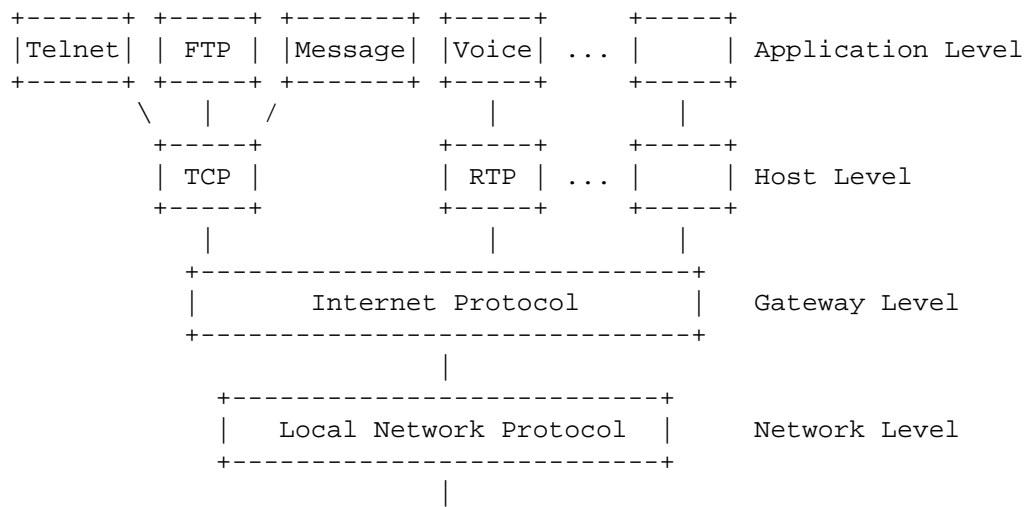 Telnet FTP Message Voice ... Application Level
TCP RTP ... Host Level
Internet Protocol Gateway Level
Local Network Protocol Network Level